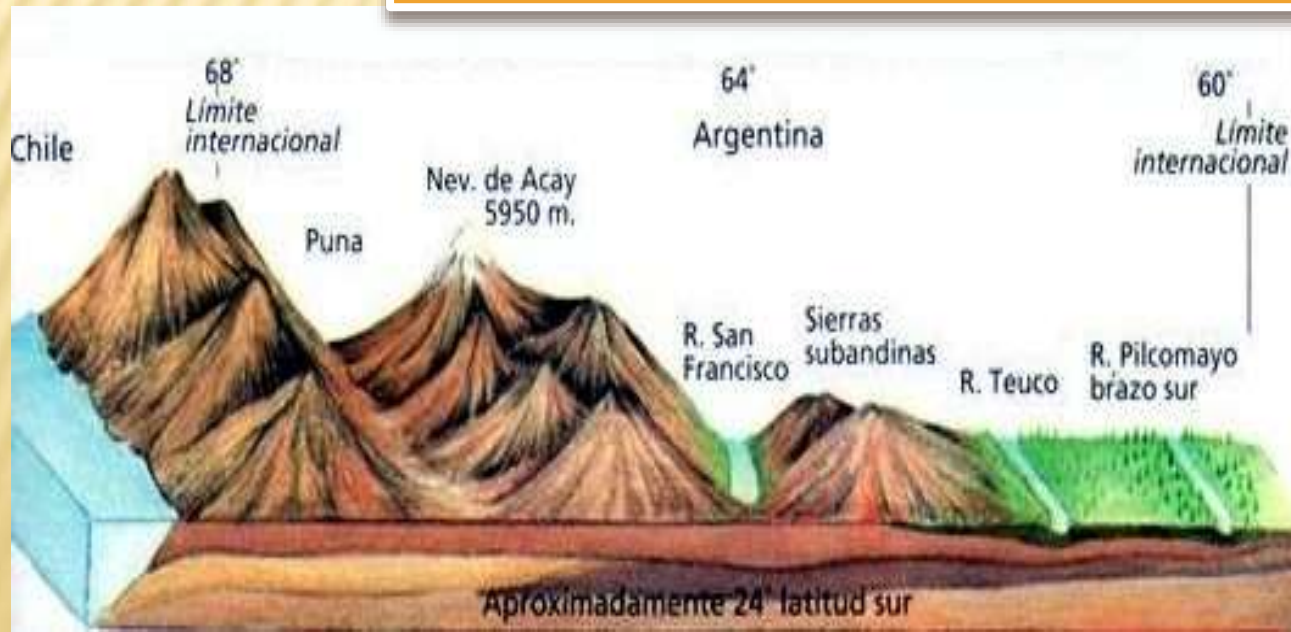 68°
Límite
internacional
Chile
Puna
Nev. de Acay
5950 m.
64°
Argentina
60°
Límite
internacional
R. San
Francisco
Sierras
subandinas
R. Teuco
R. Pilcomayo
brazo sur
Aproximadamente 24° latitud sur